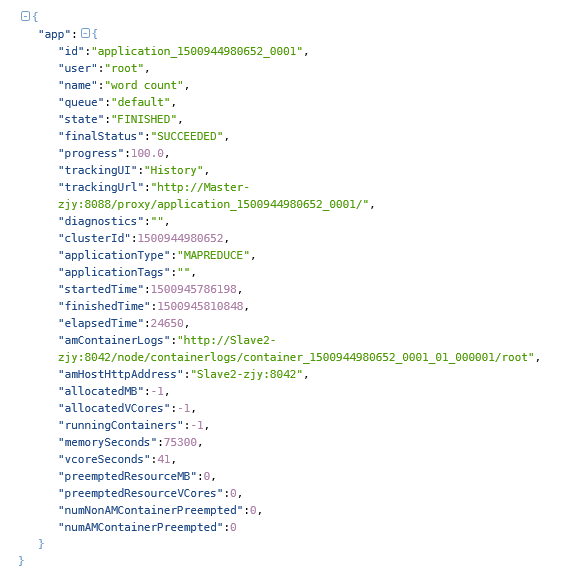 {
"app": {
"id":"application_1500944980652_0001",
"user":"root",
"name":"word count",
"queue":"default",
"state":"FINISHED",
"finalStatus":"SUCCEEDED",
"progress":100.0,
"trackingUI":"History",
"trackingUrl":"http://Master-
zjy:8088/proxy/application_1500944980652_0001/",
"diagnostics":"",
"clusterId":1500944980652,
"applicationType":"MAPREDUCE",
"applicationTags":"",
"startedTime":1500945786198,
"finishedTime":1500945810848,
"elapsedTime":24650,
"amContainerLogs":"http://Slave2-
zjy:8042/node/containerlogs/container_1500944980652_0001_01_000001/root",
"amHostHttpAddress":"Slave2-zjy:8042",
"allocatedMB":-1,
"allocatedVCores":-1,
"runningContainers":-1,
"memorySeconds":75300,
"vcoreSeconds":41,
"preemptedResourceMB":0,
"preemptedResourceVCores":0,
"numNonAMContainerPreempted":0,
"numAMContainerPreempted":0
}
}